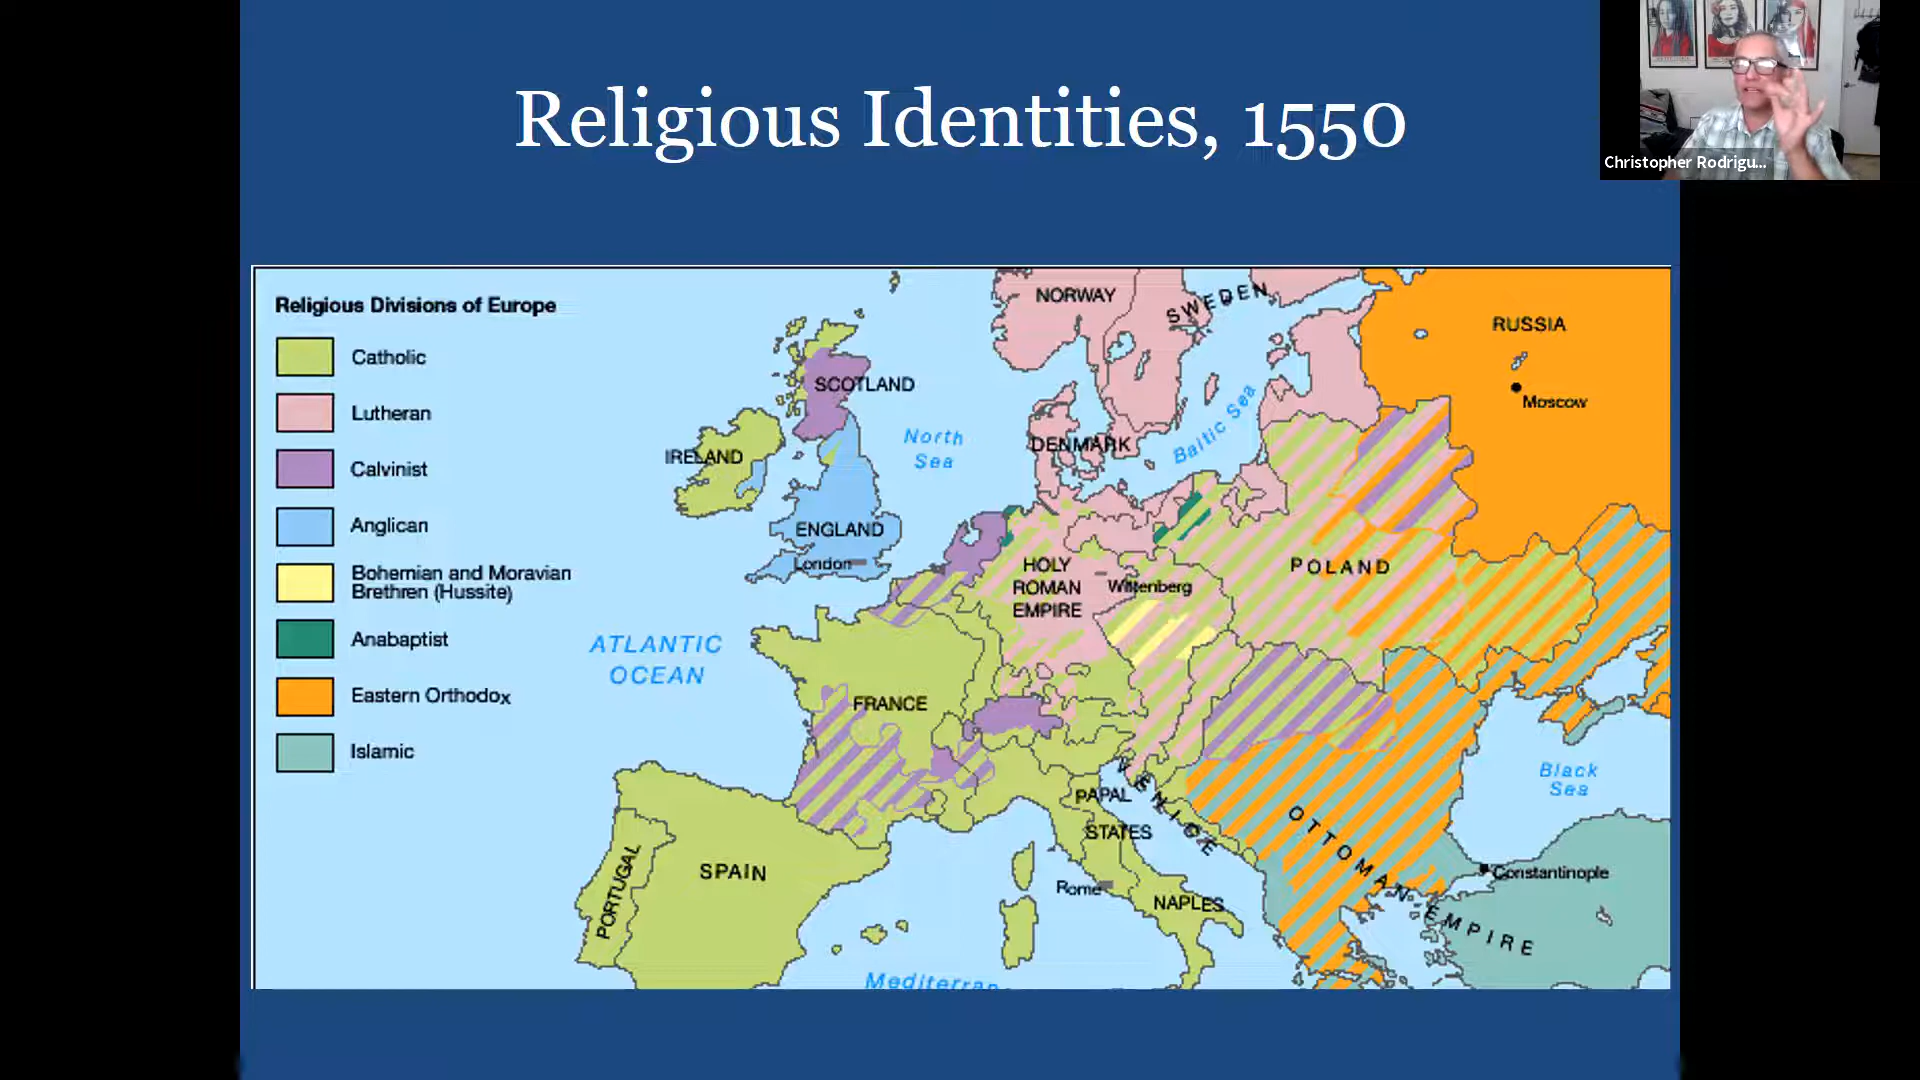 Religious Identities, 1550
Christopher Rodrigu...
Religious Divisions of Europe
Catholic
Lutheran
Calvinist
Anglican
Bohemian and Moravian
Brethren (Hussite)
Anabaptist
Eastern Orthodox
Islamic
NORWAY
SWEDEN
RUSSIA
Moscow
SCOTLAND
North
Sea
Baltic Sea
DENMARK
IRELAND
ENGLAND
London
HOLY
ROMAN
EMPIRE
Wittenberg
POLAND
ATLANTIC
OCEAN
FRANCE
VENICE
PAPAL
STATES
Black
Sea
OTTOMAN EMPIRE
Constantinople
PORTUGAL
SPAIN
Rome
NAPLES
Mediterran